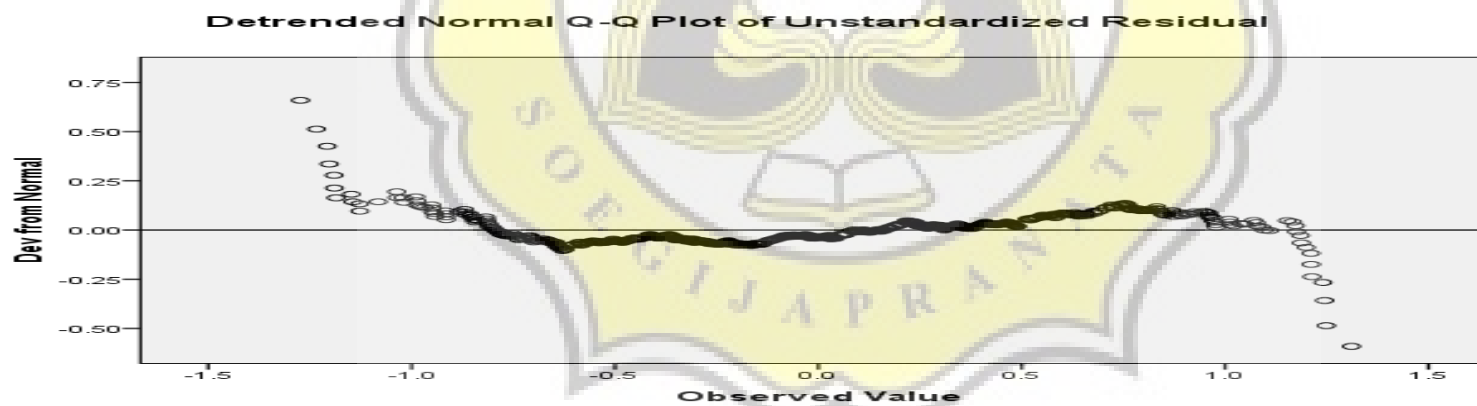 Detrended Normal Q-Q Plot of Unstandardized Residual
0.75
0.50
0.25
0.00
-0.25
-0.50
Dev from Normal
-1.5 -1.0 -0.5 0.0 0.5 1.0 1.5
Observed Value
SOEGIJAPRANATA